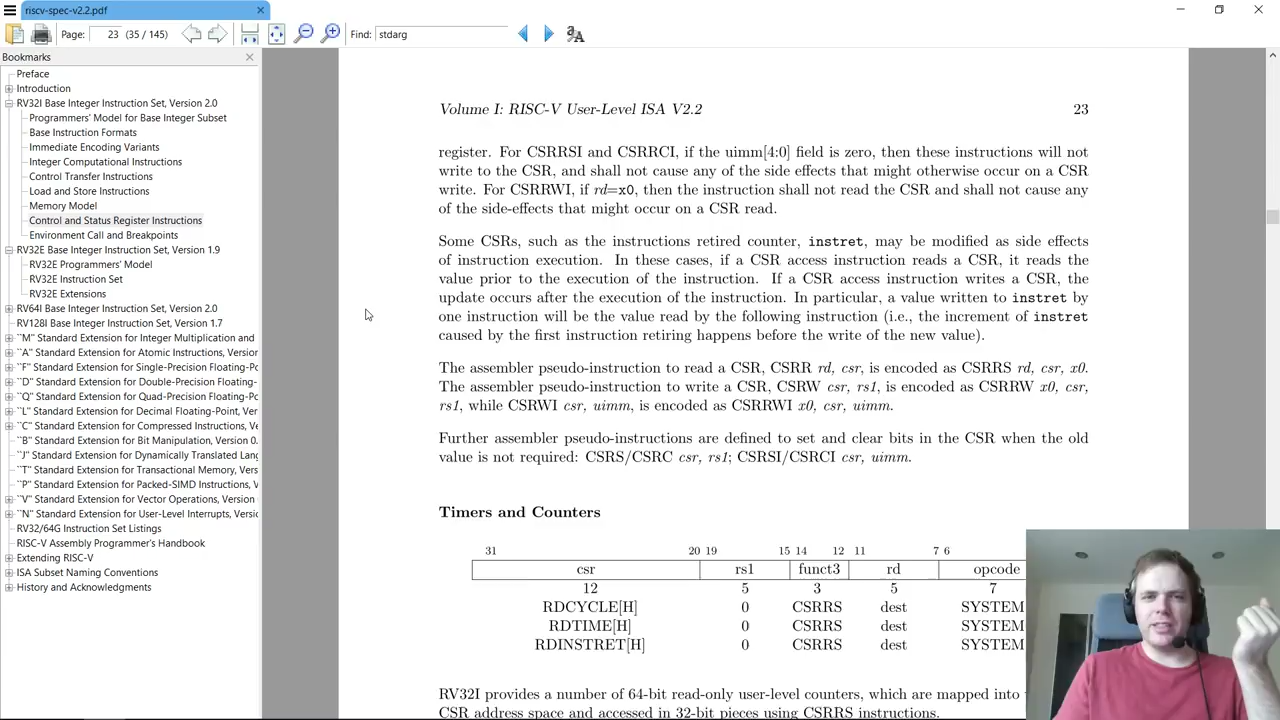 riscv-spec-v2.2.pdf
Page: 23 (35 / 145) Find: stdarg
Bookmarks
Preface
Introduction
RV32I Base Integer Instruction Set, Version 2.0
Programmers' Model for Base Integer Subset
Base Instruction Formats
Immediate Encoding Variants
Integer Computational Instructions
Control Transfer Instructions
Load and Store Instructions
Memory Model
Control and Status Register Instructions
Environment Call and Breakpoints
RV32E Base Integer Instruction Set, Version 1.9
RV32E Programmers' Model
RV32E Instruction Set
RV32E Extensions
RV64I Base Integer Instruction Set, Version 2.0
RV128I Base Integer Instruction Set, Version 1.7
``M'' Standard Extension for Integer Multiplication and
``A'' Standard Extension for Atomic Instructions, Version
``F'' Standard Extension for Single-Precision Floating-Po
``D'' Standard Extension for Double-Precision Floating-
``Q'' Standard Extension for Quad-Precision Floating-Po
``L'' Standard Extension for Decimal Floating-Point, Ver
``C'' Standard Extension for Compressed Instructions, Ve
``B'' Standard Extension for Bit Manipulation, Version 0.
``J'' Standard Extension for Dynamically Translated Lang
``T'' Standard Extension for Transactional Memory, Vers
``P'' Standard Extension for Packed-SIMD Instructions, V
``V'' Standard Extension for Vector Operations, Version
``N'' Standard Extension for User-Level Interrupts, Versic
RV32/64G Instruction Set Listings
RISC-V Assembly Programmer's Handbook
Extending RISC-V
ISA Subset Naming Conventions
History and Acknowledgments
Volume I: RISC-V User-Level ISA V2.2 23
register. For CSRRSI and CSRRCI, if the uimm[4:0] field is zero, then these instructions will not
write to the CSR, and shall not cause any of the side effects that might otherwise occur on a CSR
write. For CSRRWI, if rd=x0, then the instruction shall not read the CSR and shall not cause any
of the side-effects that might occur on a CSR read.
Some CSRs, such as the instructions retired counter, instret, may be modified as side effects
of instruction execution. In these cases, if a CSR access instruction reads a CSR, it reads the
value prior to the execution of the instruction. If a CSR access instruction writes a CSR, the
update occurs after the execution of the instruction. In particular, a value written to instret by
one instruction will be the value read by the following instruction (i.e., the increment of instret
caused by the first instruction retiring happens before the write of the new value).
The assembler pseudo-instruction to read a CSR, CSRR rd, csr, is encoded as CSRRS rd, csr, x0.
The assembler pseudo-instruction to write a CSR, CSRW csr, rs1, is encoded as CSRRW x0, csr,
rs1, while CSRWI csr, uimm, is encoded as CSRRWI x0, csr, uimm.
Further assembler pseudo-instructions are defined to set and clear bits in the CSR when the old
value is not required: CSRS/CSRC csr, rs1; CSRSI/CSRCI csr, uimm.
Timers and Counters
31 20 19 15 14 12 11 7 6
csr rs1 funct3 rd opcode
12 5 3 5 7
RDCYCLE[H] 0 CSRRS dest SYSTEM
RDTIME[H] 0 CSRRS dest SYSTEM
RDINSTRET[H] 0 CSRRS dest SYSTEM
RV32I provides a number of 64-bit read-only user-level counters, which are mapped into
CSR address space and accessed in 32-bit pieces using CSRRS instructions.